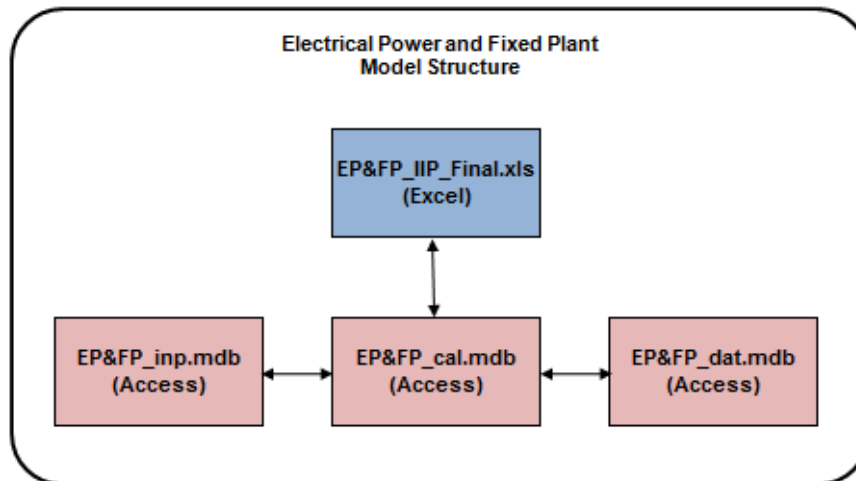 Electrical Power and Fixed Plant
Model Structure
EP&FP_IIP_Final.xls
(Excel)
EP&FP_inp.mdb
(Access)
EP&FP_cal.mdb
(Access)
EP&FP_dat.mdb
(Access)